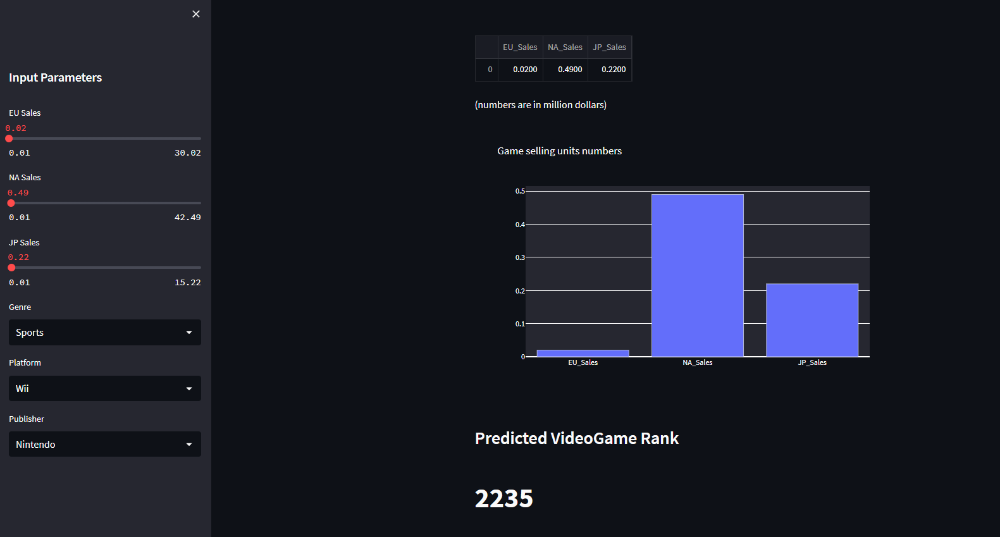 Input Parameters
EU Sales
0.02
0.01 30.02
NA Sales
0.49
0.01 42.49
JP Sales
0.22
0.01 15.22
Genre
Sports
Platform
Wii
Publisher
Nintendo
EU_Sales NA_Sales JP_Sales
0 0.0200 0.4900 0.2200
(numbers are in million dollars)
Game selling units numbers
0.5
0.4
0.3
0.2
0.1
0
EU_Sales NA_Sales JP_Sales
Predicted VideoGame Rank
2235